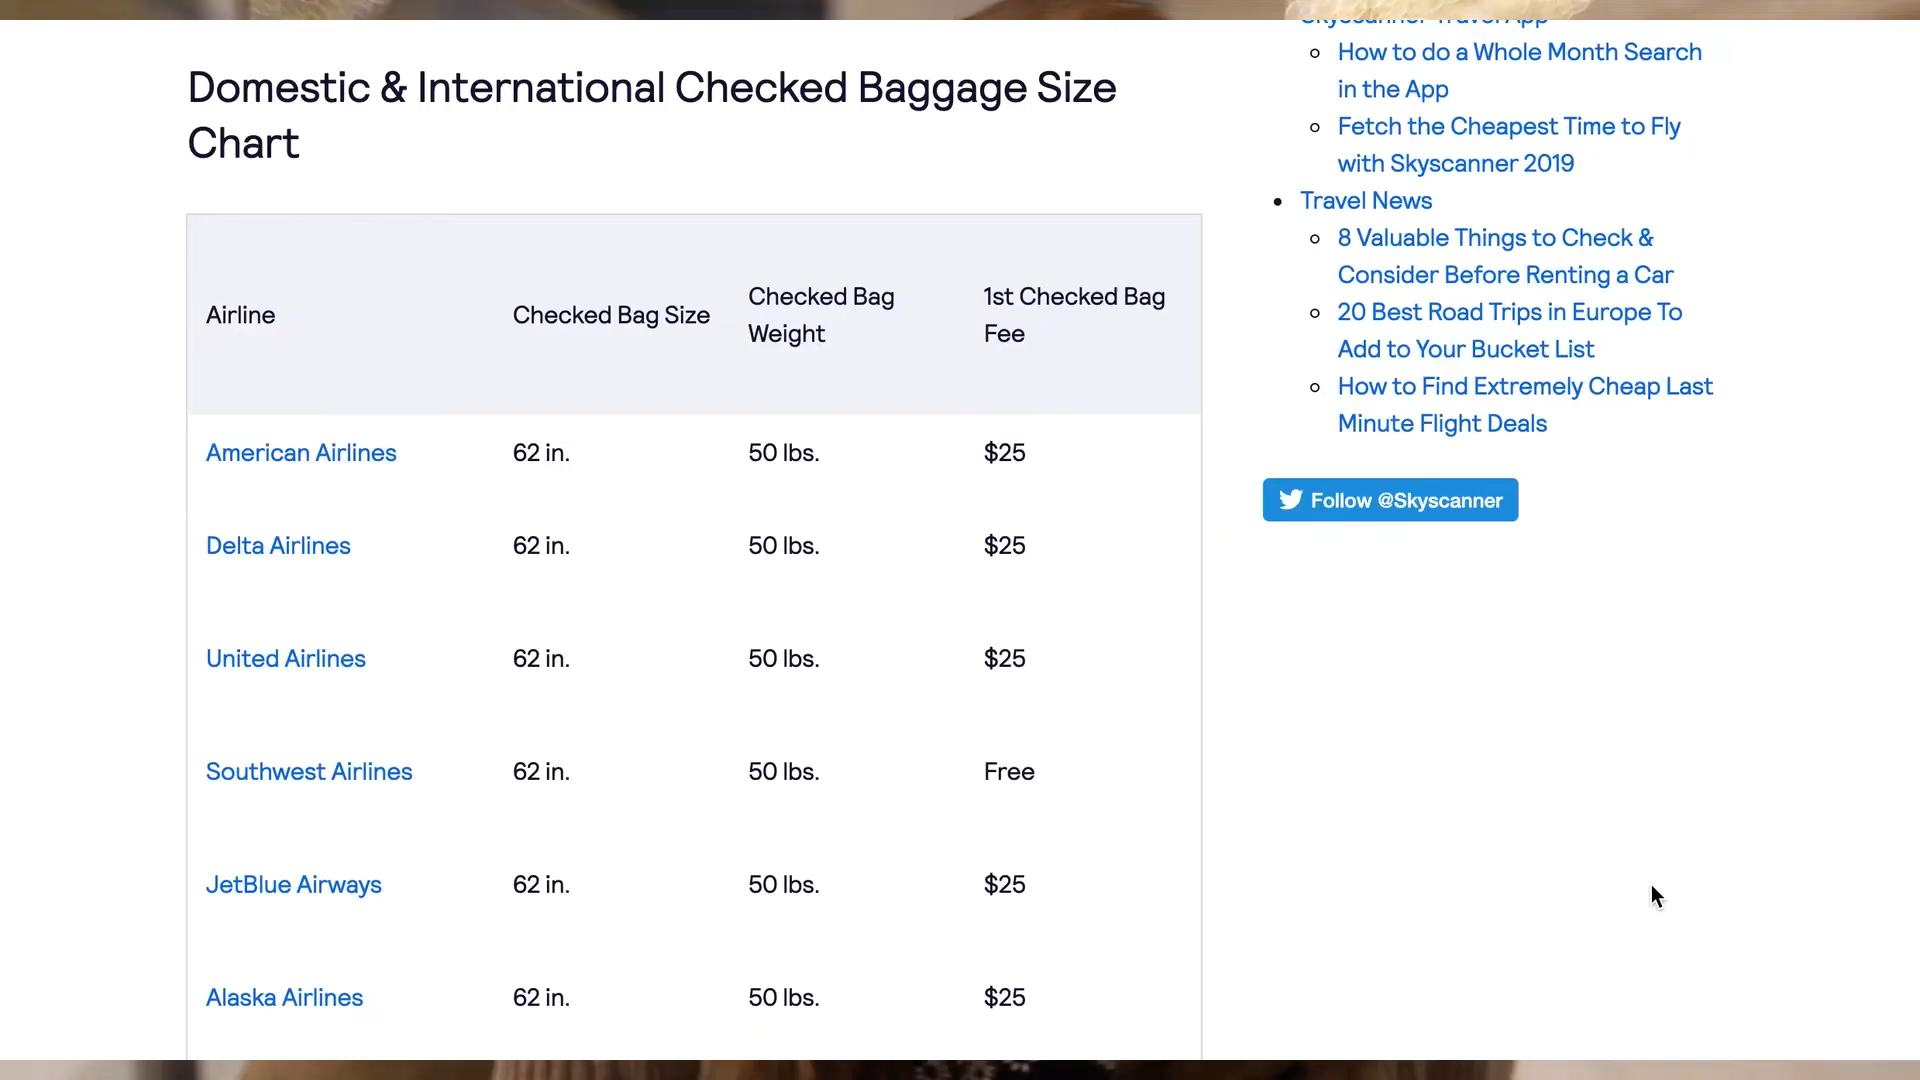 Domestic & International Checked Baggage Size
Chart
Airline
Checked Bag Size
Checked Bag
Weight
1st Checked Bag
Fee
American Airlines
62 in.
50 lbs.
$25
Delta Airlines
62 in.
50 lbs.
$25
United Airlines
62 in.
50 lbs.
$25
Southwest Airlines
62 in.
50 lbs.
Free
JetBlue Airways
62 in.
50 lbs.
$25
Alaska Airlines
62 in.
50 lbs.
$25
Skyscanner Travel App
How to do a Whole Month Search
in the App
Fetch the Cheapest Time to Fly
with Skyscanner 2019
Travel News
8 Valuable Things to Check &
Consider Before Renting a Car
20 Best Road Trips in Europe To
Add to Your Bucket List
How to Find Extremely Cheap Last
Minute Flight Deals
Follow @Skyscanner